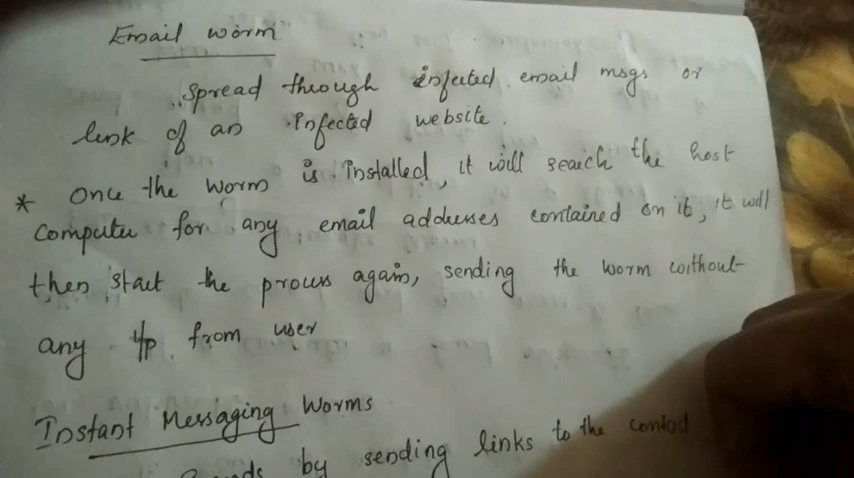 Email worm
Spread through infected email msgs or
link of an infected website.
* Once the worm is installed, it will search the host
computer for any email addresses contained on it, it will
then start the process again, sending the worm without
any i/p from user
Instant Messaging Worms
by sending links to the